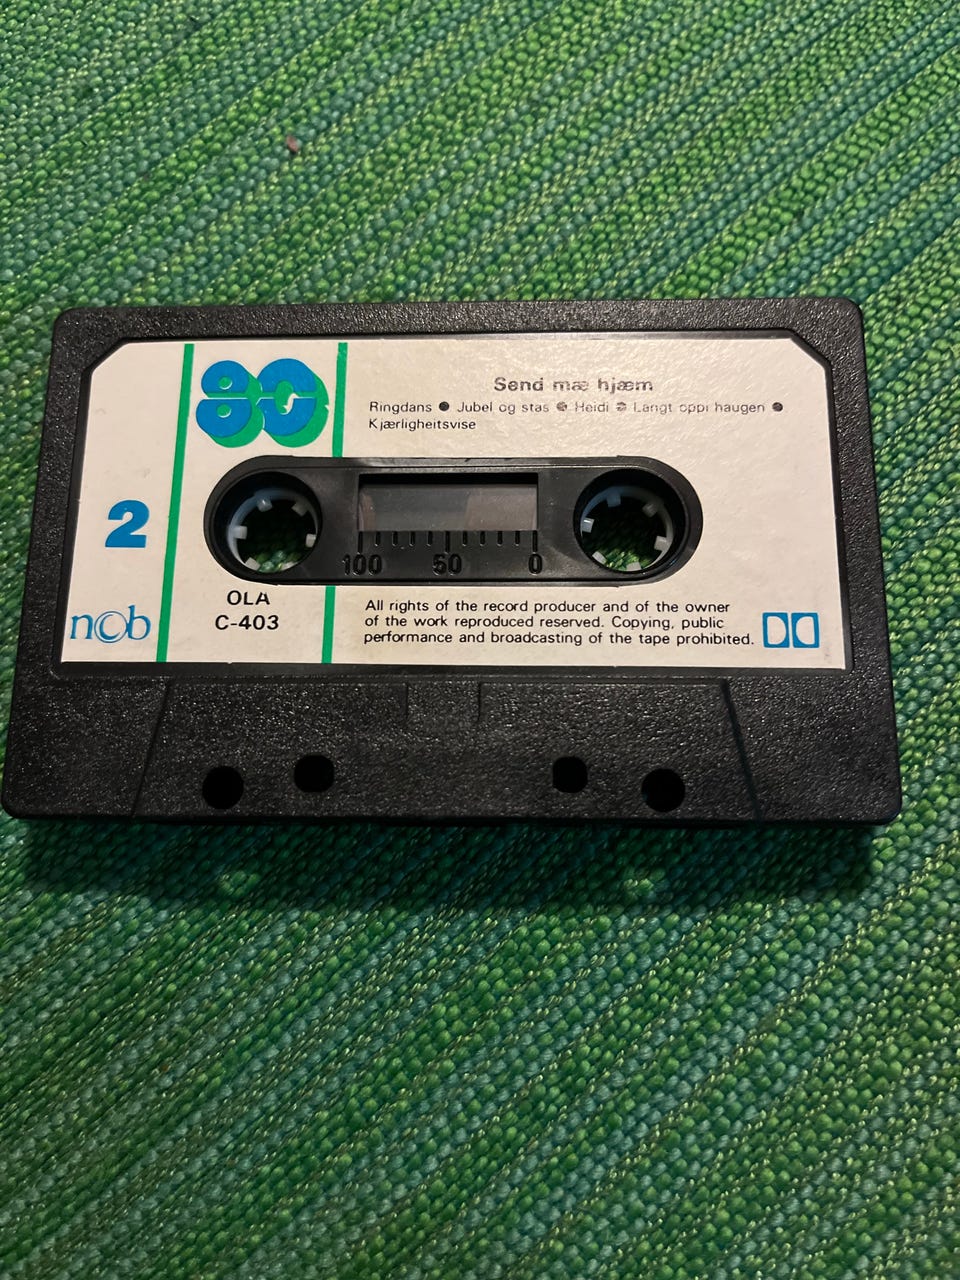 80
Send mæ hjæm
Ringdans ● Jubel og stas ● Heidi ● Langt oppi haugen ●
Kjærligheitsvise
2
100 50 0
OLA
C-403
ncb
All rights of the record producer and of the owner
of the work reproduced reserved. Copying, public
performance and broadcasting of the tape prohibited.